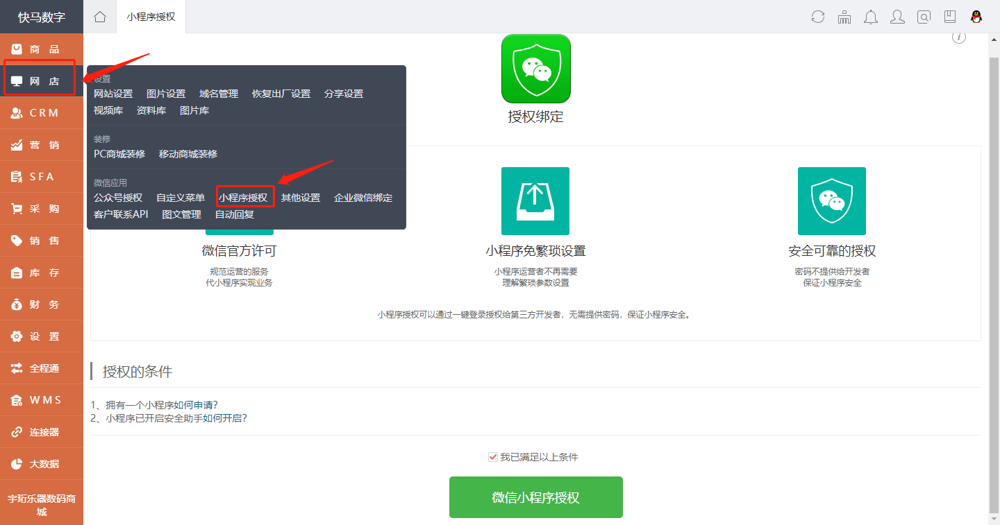 快马数字
小程序授权
商 品
网 店
CRM
营 销
SFA
采 购
销 售
库 存
财 务
设 置
全程通
WMS
连接器
大数据
宇珩乐器数码商
城
设置
网站设置 图片设置 域名管理 恢复出厂设置 分享设置
视频库 资料库 图片库
装修
PC商城装修 移动商城装修
微信应用
公众号授权 自定义菜单 小程序授权 其他设置 企业微信绑定
客户联系API 图文管理 自动回复
授权绑定
微信官方许可
规范运营的服务
代小程序实现业务
小程序免繁琐设置
小程序运营者不再需要
理解繁琐参数设置
安全可靠的授权
密码不提供给开发者
保证小程序安全
小程序授权可以通过一键登录授权给第三方开发者，无需提供密码，保证小程序安全。
授权的条件
1、拥有一个小程序如何申请?
2、小程序已开启安全助手如何开启?
我已满足以上条件
微信小程序授权